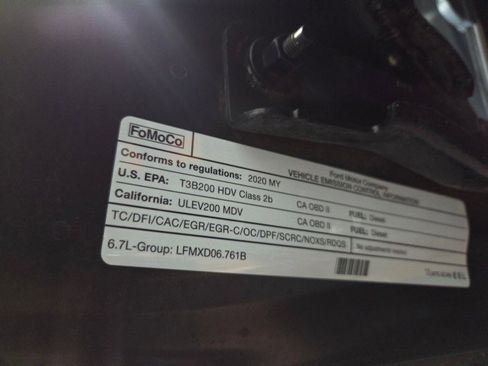 FoMoCo
Ford Motor Company
VEHICLE EMISSION CONTROL INFORMATION
Conforms to regulations: 2020 MY
U.S. EPA: T3B200 HDV Class 2b CA OBD II FUEL: Diesel
California: ULEV200 MDV CA OBD II FUEL: Diesel
TC/DFI/CAC/EGR/EGR-C/OC/DPF/SCRC/NOXS/RDQS No adjustments needed.
6.7L-Group: LFMXD06.761B